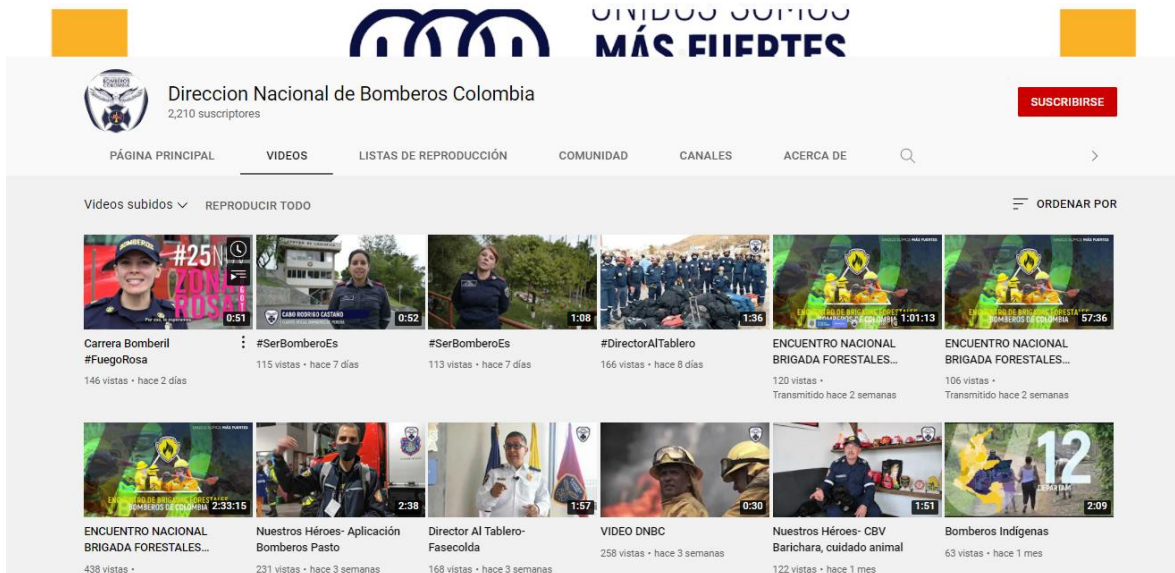 UNIDOS SOMOS
MÁS FUERTES
Direccion Nacional de Bomberos Colombia
2,210 suscriptores
SUSCRIBIRSE
PÁGINA PRINCIPAL VIDEOS LISTAS DE REPRODUCCIÓN COMUNIDAD CANALES ACERCA DE
Videos subidos REPRODUCIR TODO ORDENAR POR
BOMBEROS
#25N
ZONA
ROSA
0:51
CABO RODRIGO CASTAÑO
0:52
1:08
1:36
1:01:13
ENCUENTRO DE BRIGADAS FORESTALES
BOMBEROS DE COLOMBIA
57:36
Carrera Bomberil
#FuegoRosa
146 vistas • hace 2 días
#SerBomberoEs
115 vistas • hace 7 días
#SerBomberoEs
113 vistas • hace 7 días
#DirectorAlTablero
166 vistas • hace 8 días
ENCUENTRO NACIONAL
BRIGADA FORESTALES...
120 vistas •
Transmitido hace 2 semanas
ENCUENTRO NACIONAL
BRIGADA FORESTALES...
106 vistas •
Transmitido hace 2 semanas
ENCUENTRO DE BRIGADAS FORESTALES
BOMBEROS DE COLOMBIA
2:33:15
2:38
1:57
0:30
1:51
12
DEPARTAM
2:09
ENCUENTRO NACIONAL
BRIGADA FORESTALES...
438 vistas •
Nuestros Héroes- Aplicación
Bomberos Pasto
231 vistas • hace 3 semanas
Director Al Tablero-
Fasecolda
168 vistas • hace 3 semanas
VIDEO DNBC
258 vistas • hace 3 semanas
Nuestros Héroes- CBV
Barichara, cuidado animal
122 vistas • hace 1 mes
Bomberos Indígenas
63 vistas • hace 1 mes